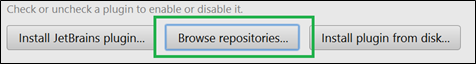 Check or uncheck a plugin to enable or disable it.
Install JetBrains plugin... Browse repositories... Install plugin from disk...